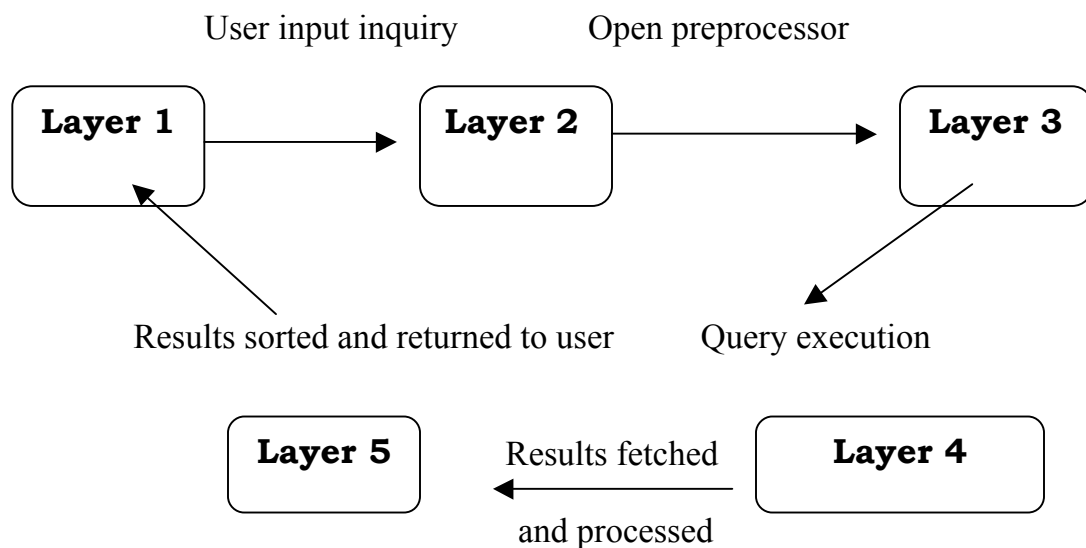 User input inquiry Open preprocessor
Layer 1 Layer 2 Layer 3
Results sorted and returned to user Query execution
Layer 5 Results fetched Layer 4
and processed